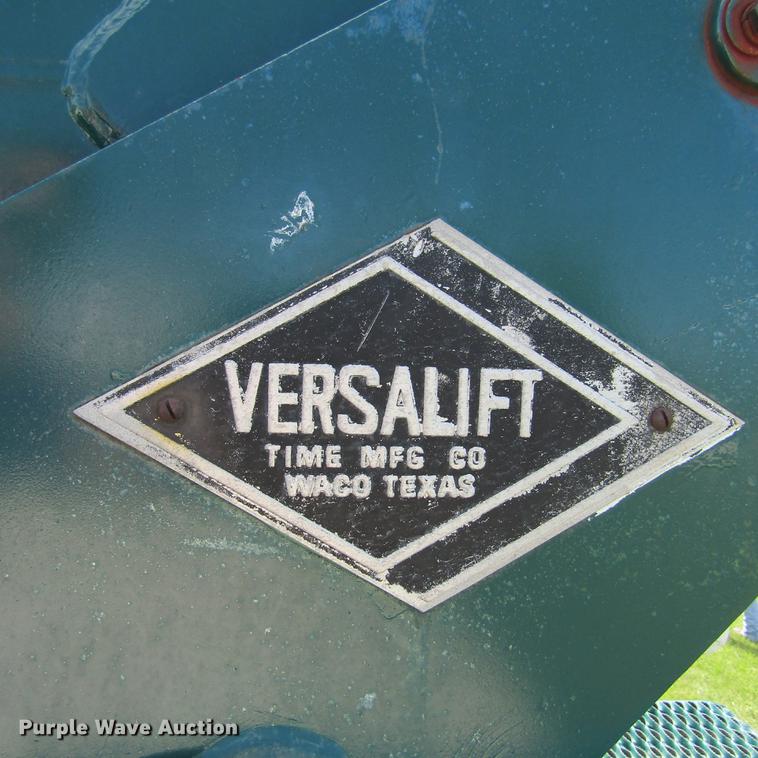 VERSALIFT
TIME MFG CO
WACO TEXAS
Purple Wave Auction